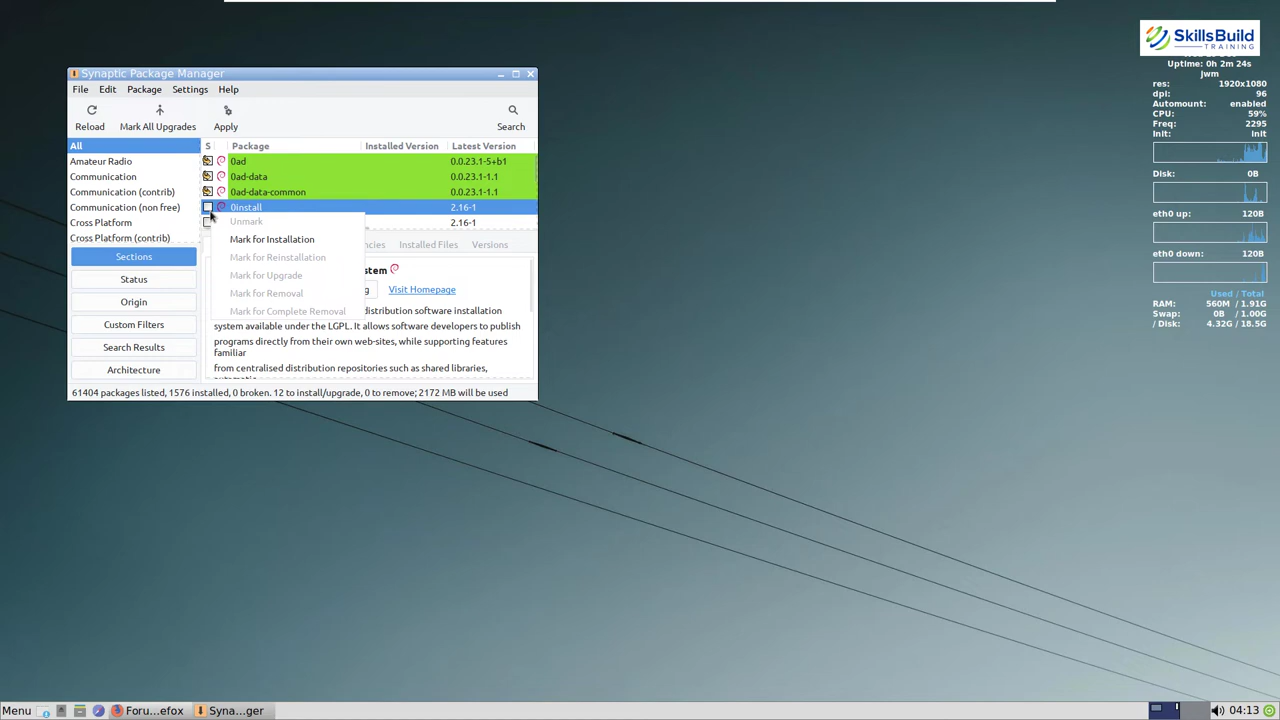 SkillsBuild
TRAINING
Uptime: 0h 2m 24s
jwm
res: 1920x1080
dpi: 96
Automount: enabled
CPU: 59%
Freq: 2295
Init: init
Disk: 0B
eth0 up: 120B
eth0 down: 120B
Used / Total
RAM: 560M / 1.91G
Swap: 0B / 1.00G
/ Disk: 4.32G / 18.5G
Synaptic Package Manager
File Edit Package Settings Help
Reload Mark All Upgrades Apply Search
All S Package Installed Version Latest Version
Amateur Radio 0ad 0.0.23.1-5+b1
Communication 0ad-data 0.0.23.1-1.1
Communication (contrib) 0ad-data-common 0.0.23.1-1.1
Communication (non free) 0install 2.16-1
Cross Platform 2.16-1
Cross Platform (contrib)
Unmark
Mark for Installation
Mark for Reinstallation
Mark for Upgrade
Mark for Removal
Mark for Complete Removal
Sections
Status
Origin
Custom Filters
Search Results
Architecture
Installed Files Versions
Visit Homepage
distribution software installation
system available under the LGPL. It allows software developers to publish
programs directly from their own web-sites, while supporting features
familiar
from centralised distribution repositories such as shared libraries,
61404 packages listed, 1576 installed, 0 broken. 12 to install/upgrade, 0 to remove; 2172 MB will be used
Menu Foru...efox Syna...ger 04:13